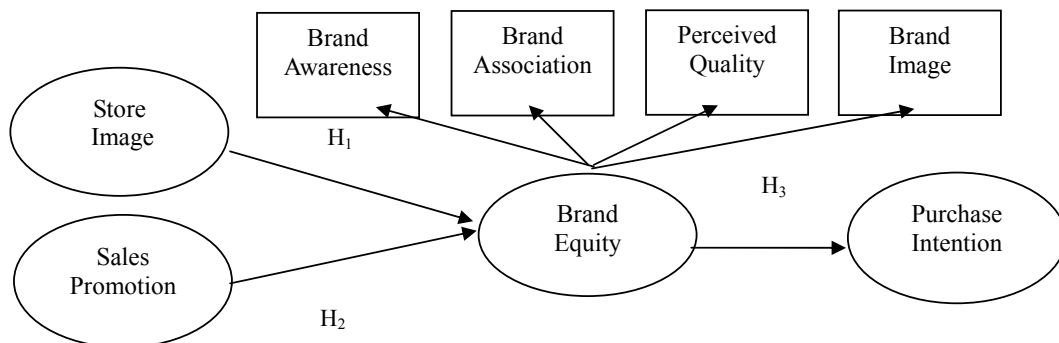 Brand
Awareness
Brand
Association
Perceived
Quality
Brand
Image
Store
Image
H₁
H₃
Brand
Equity
Purchase
Intention
Sales
Promotion
H₂